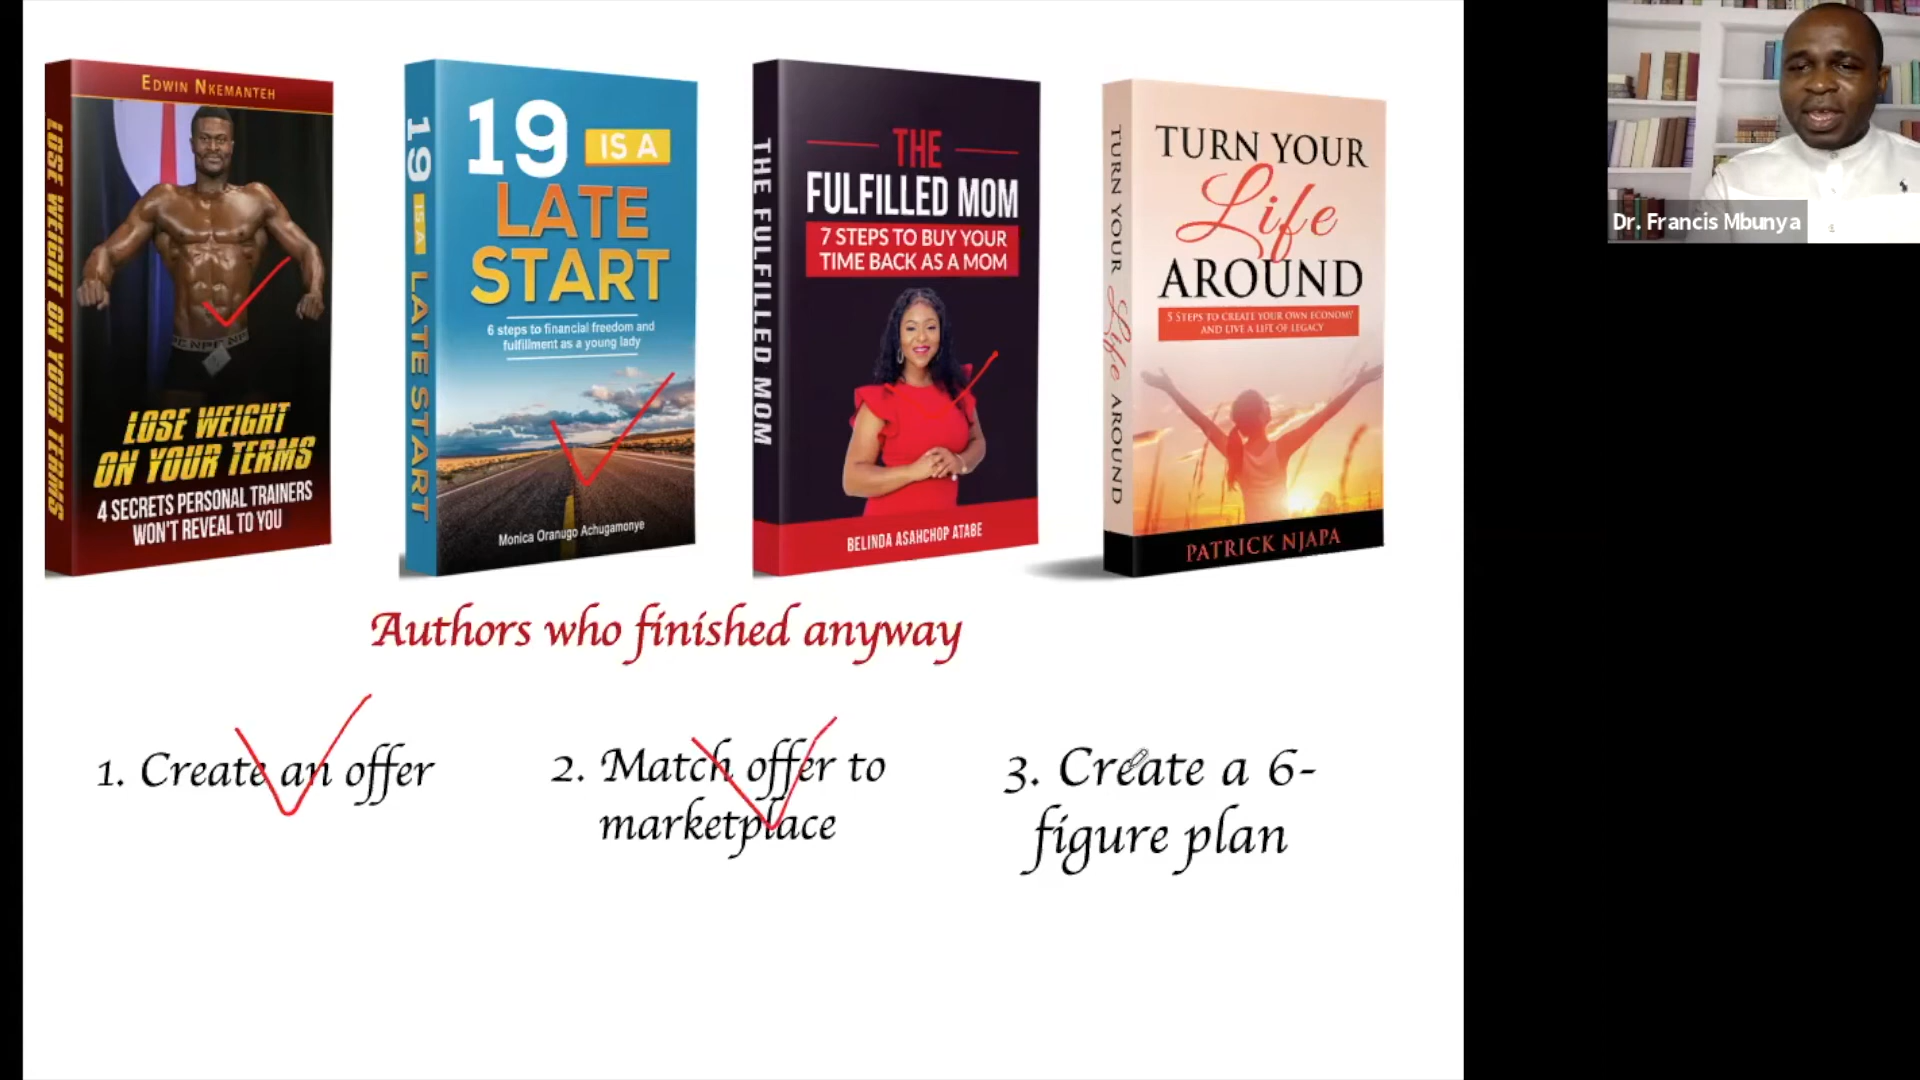 EDWIN NKEMANTEH
LOSE WEIGHT ON YOUR TERMS
LOSE WEIGHT
ON YOUR TERMS
4 SECRETS PERSONAL TRAINERS
WON'T REVEAL TO YOU
19 IS A LATE START
19 IS A
LATE
START
6 steps to financial freedom and
fulfillment as a young lady
Monica Oranugo Achugamonye
THE FULFILLED MOM
THE
FULFILLED MOM
7 STEPS TO BUY YOUR
TIME BACK AS A MOM
BELINDA ASAHCHOP ATABE
TURN YOUR Life AROUND
TURN YOUR
Life
AROUND
5 STEPS TO CREATE YOUR OWN ECONOMY
AND LIVE A LIFE OF LEGACY
PATRICK NJAPA
Dr. Francis Mbunya
Authors who finished anyway
1. Create an offer
2. Match offer to
marketplace
3. Create a 6-
figure plan